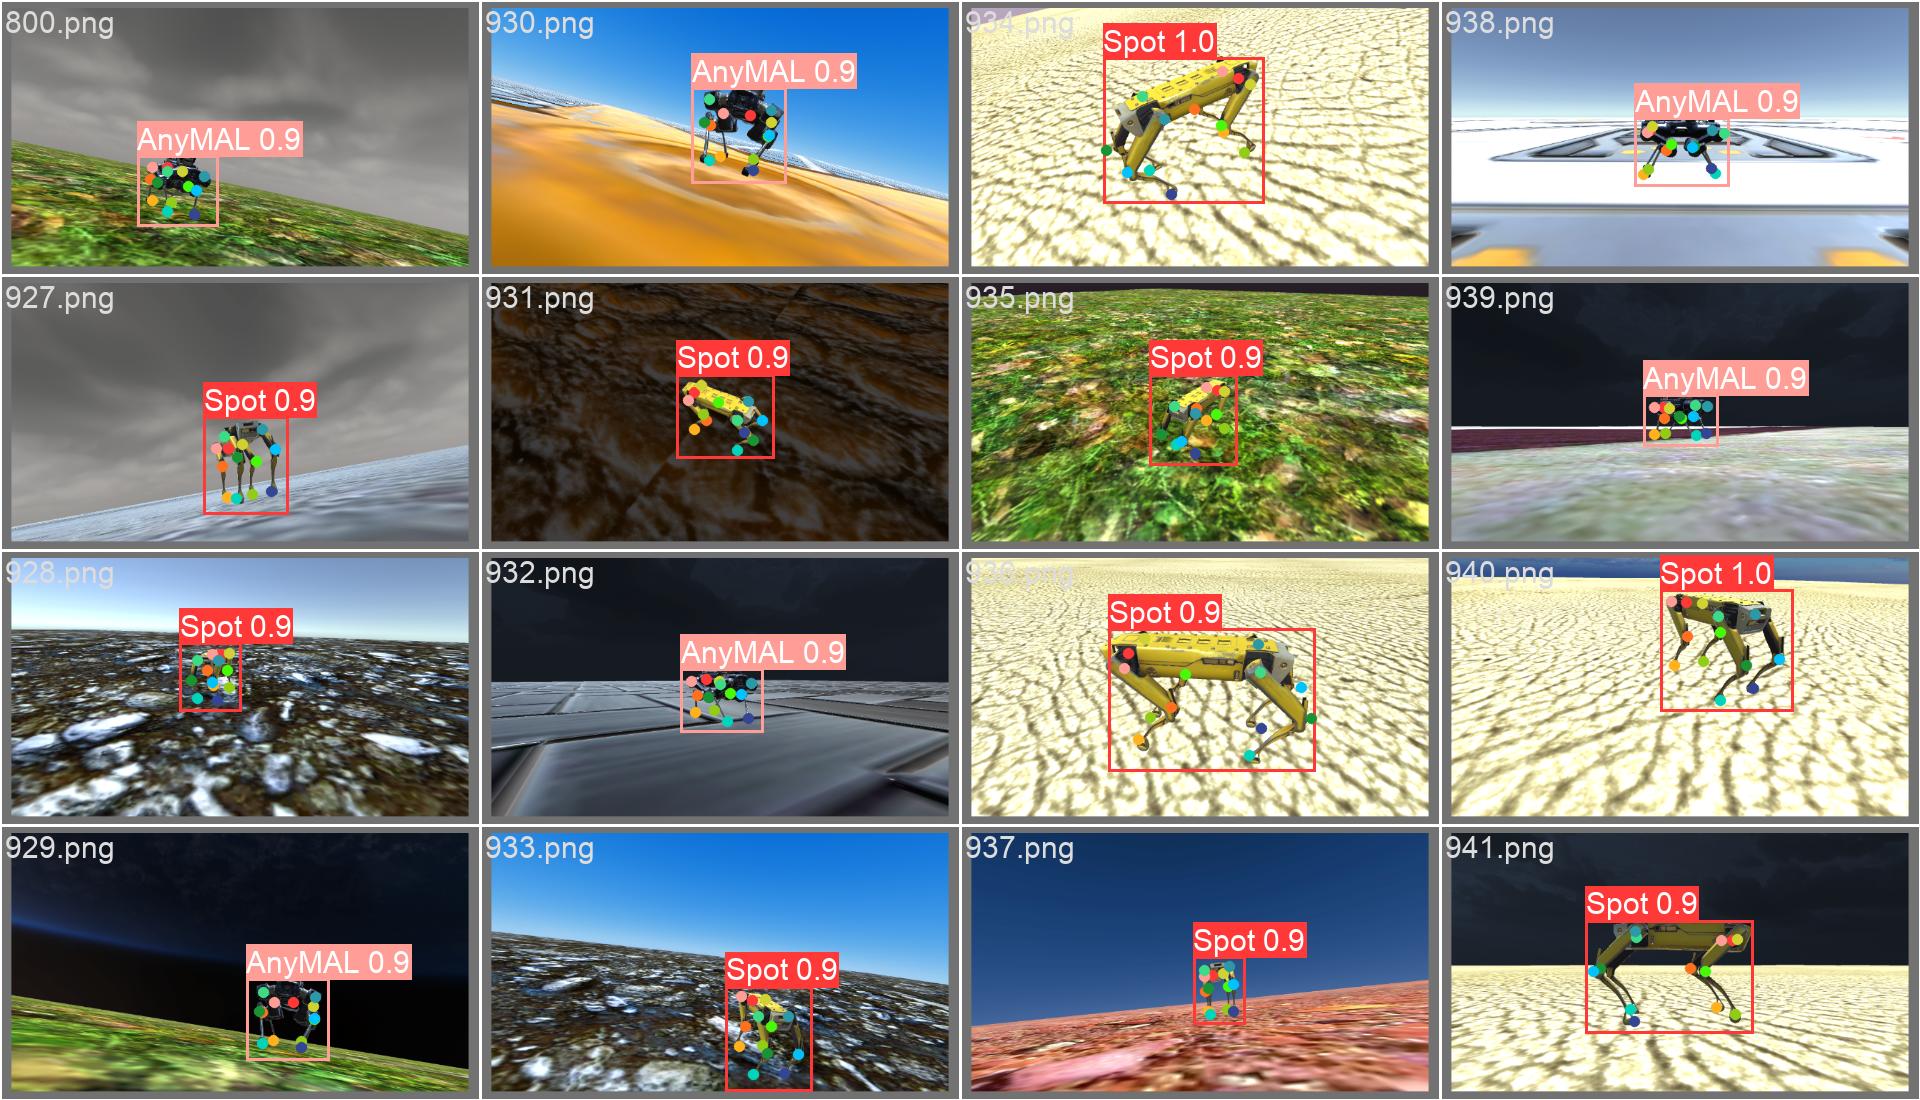 800.png
AnyMAL 0.9
930.png
AnyMAL 0.9
934.png
Spot 1.0
938.png
AnyMAL 0.9
927.png
Spot 0.9
931.png
Spot 0.9
935.png
Spot 0.9
939.png
AnyMAL 0.9
928.png
Spot 0.9
932.png
AnyMAL 0.9
936.png
Spot 0.9
940.png
Spot 1.0
929.png
AnyMAL 0.9
933.png
Spot 0.9
937.png
Spot 0.9
941.png
Spot 0.9